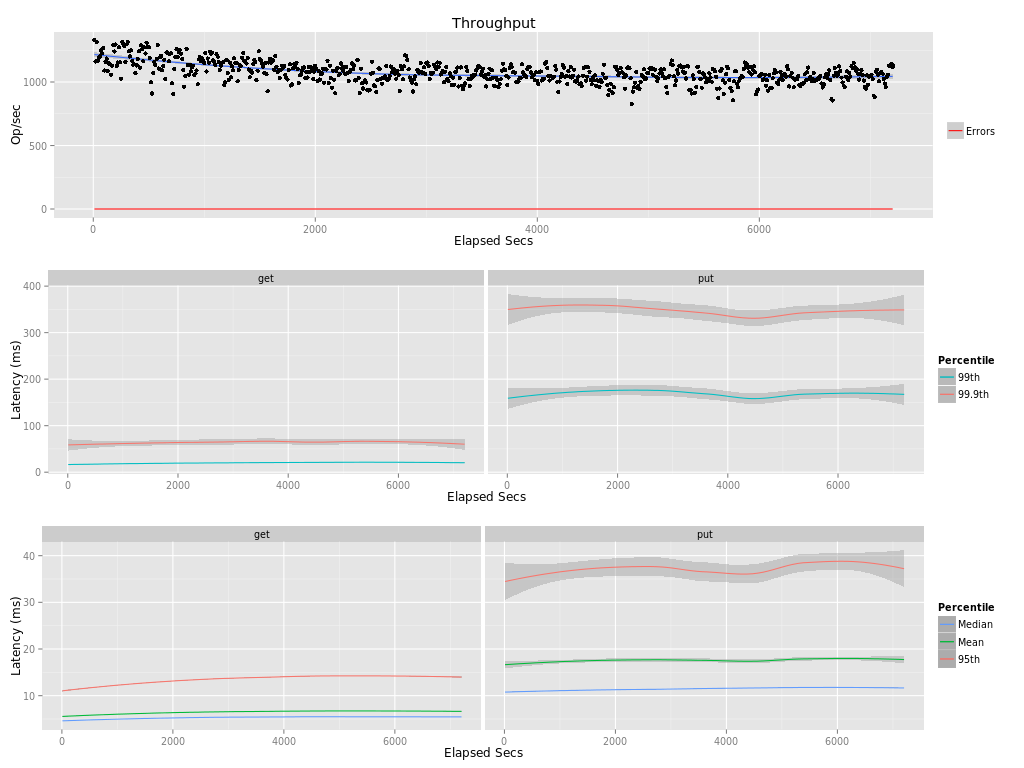 Throughput
Op/sec
1000
500
0
0 2000 4000 6000
Elapsed Secs
Errors
get put
Latency (ms)
400
300
200
100
0
0 2000 4000 6000 0 2000 4000 6000
Elapsed Secs
Percentile
99th
99.9th
get put
Latency (ms)
40
30
20
10
0 2000 4000 6000 0 2000 4000 6000
Elapsed Secs
Percentile
Median
Mean
95th